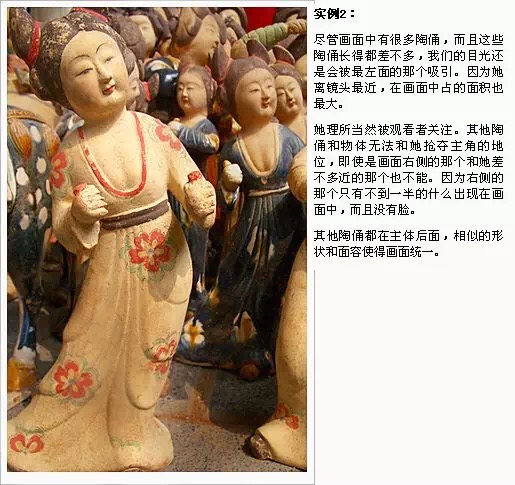 实例2：
尽管画面中有很多陶俑，而且这些
陶俑长得都差不多，我们的目光还
是会被最左面的那个吸引。因为她
离镜头最近，在画面中占的面积也
最大。
她理所当然被观看者关注。其他陶
俑和物体无法和她抢夺主角的地
位，即使是画面右侧的那个和她差
不多近的那个也不能。因为右侧的
那个只有不到一半的什么出现在画
面中，而且没有脸。
其他陶俑都在主体后面，相似的形
状和面容使得画面统一。